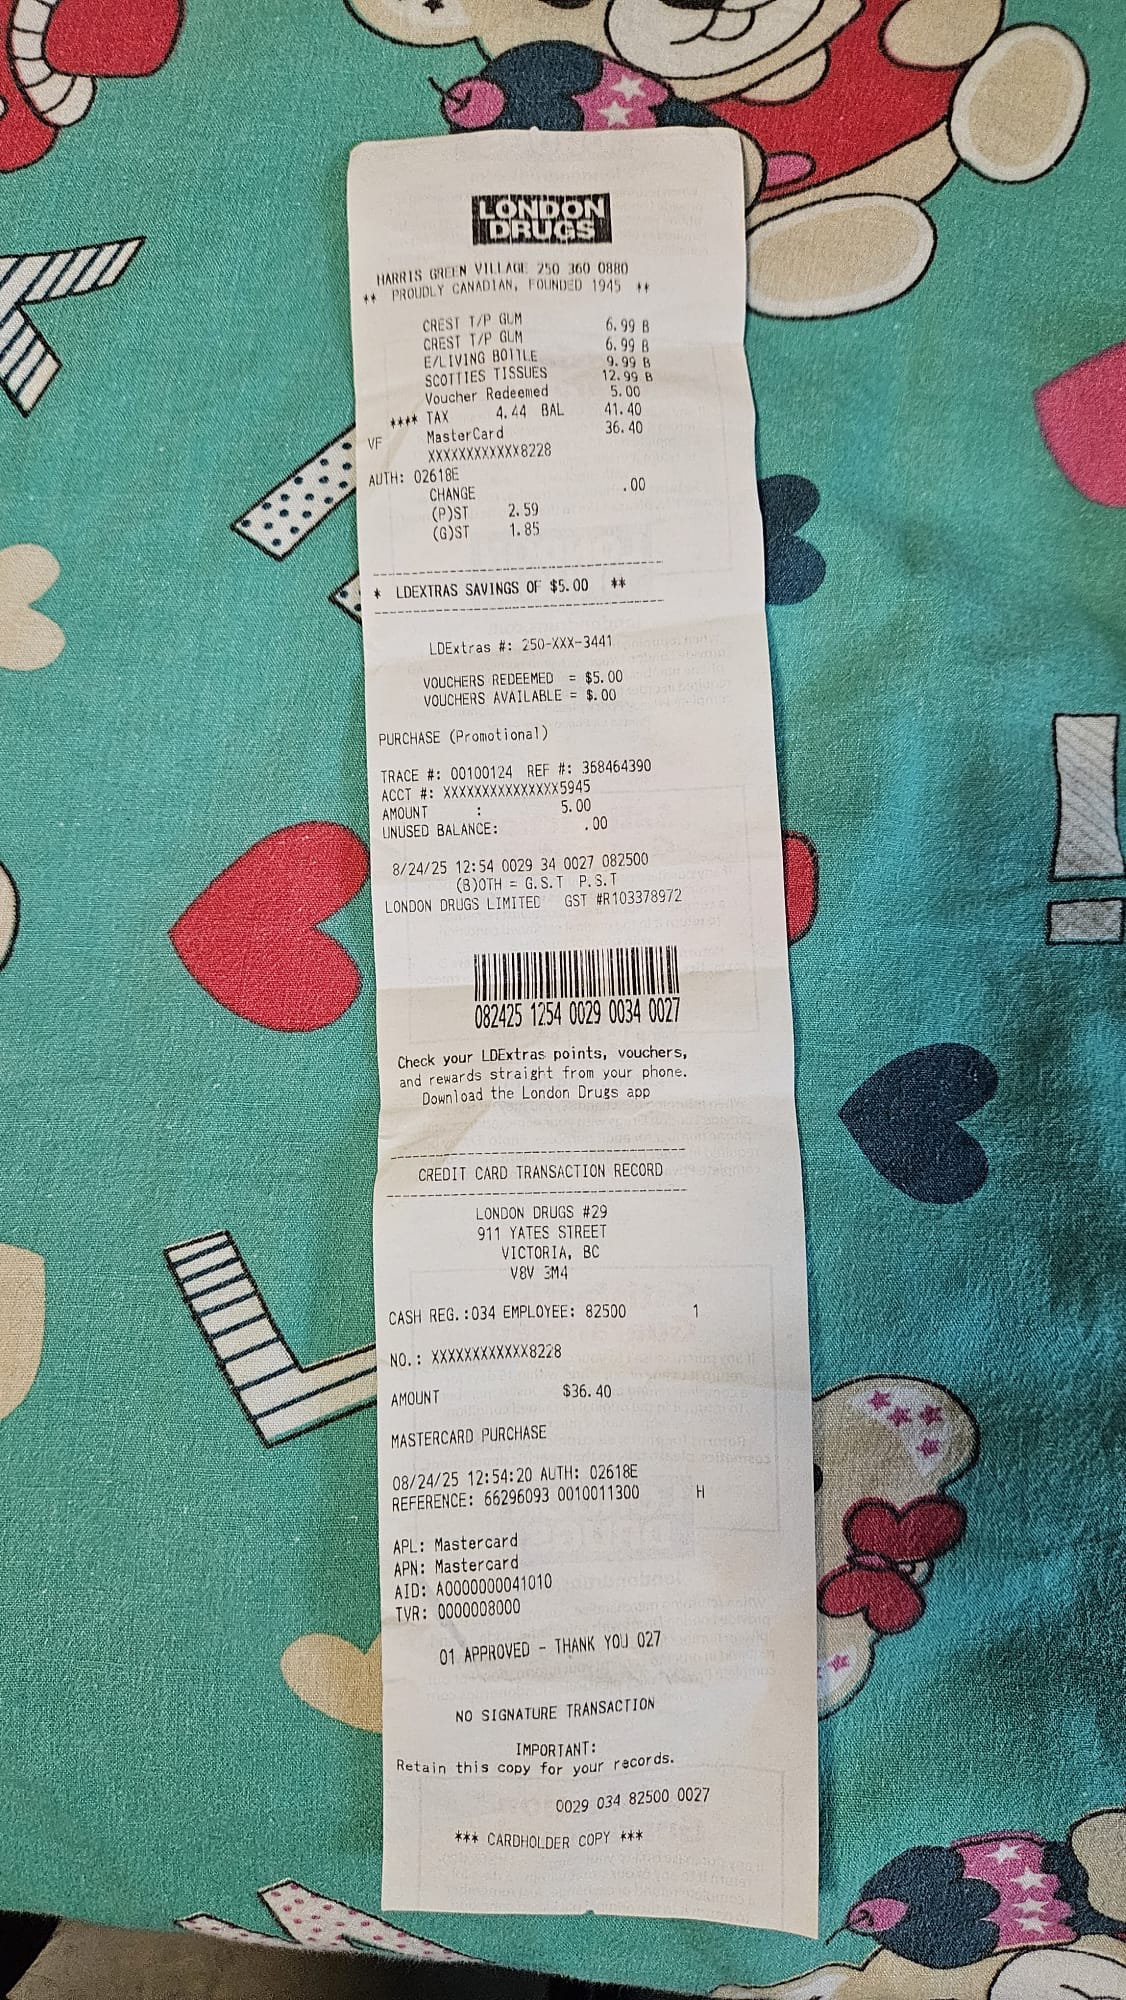 LONDON
DRUGS
HARRIS GREEN VILLAGE 250 360 0880
** PROUDLY CANADIAN, FOUNDED 1945 **
CREST T/P GUM 6.99 B
CREST T/P GUM 6.99 B
E/LIVING BOTTLE 9.99 B
SCOTTIES TISSUES 12.99 B
Voucher Redeemed 5.00
**** TAX 4.44 BAL 41.40
VF MasterCard 36.40
XXXXXXXXXXXX8228
AUTH: 02618E
CHANGE .00
(P)ST 2.59
(G)ST 1.85
* LDEXTRAS SAVINGS OF $5.00 **
LDExtras #: 250-XXX-3441
VOUCHERS REDEEMED = $5.00
VOUCHERS AVAILABLE = $.00
PURCHASE (Promotional)
TRACE #: 00100124 REF #: 368464390
ACCT #: XXXXXXXXXXXXXXX5945
AMOUNT : 5.00
UNUSED BALANCE: .00
8/24/25 12:54 0029 34 0027 082500
(B)OTH = G.S.T P.S.T
LONDON DRUGS LIMITED GST #R103378972
082425 1254 0029 0034 0027
Check your LDExtras points, vouchers,
and rewards straight from your phone.
Download the London Drugs app
CREDIT CARD TRANSACTION RECORD
LONDON DRUGS #29
911 YATES STREET
VICTORIA, BC
V8V 3M4
CASH REG.:034 EMPLOYEE: 82500 1
NO.: XXXXXXXXXXXX8228
AMOUNT $36.40
MASTERCARD PURCHASE
08/24/25 12:54:20 AUTH: 02618E
REFERENCE: 66296093 0010011300 H
APL: Mastercard
APN: Mastercard
AID: A0000000041010
TVR: 0000008000
01 APPROVED - THANK YOU 027
NO SIGNATURE TRANSACTION
IMPORTANT:
Retain this copy for your records.
0029 034 82500 0027
*** CARDHOLDER COPY ***